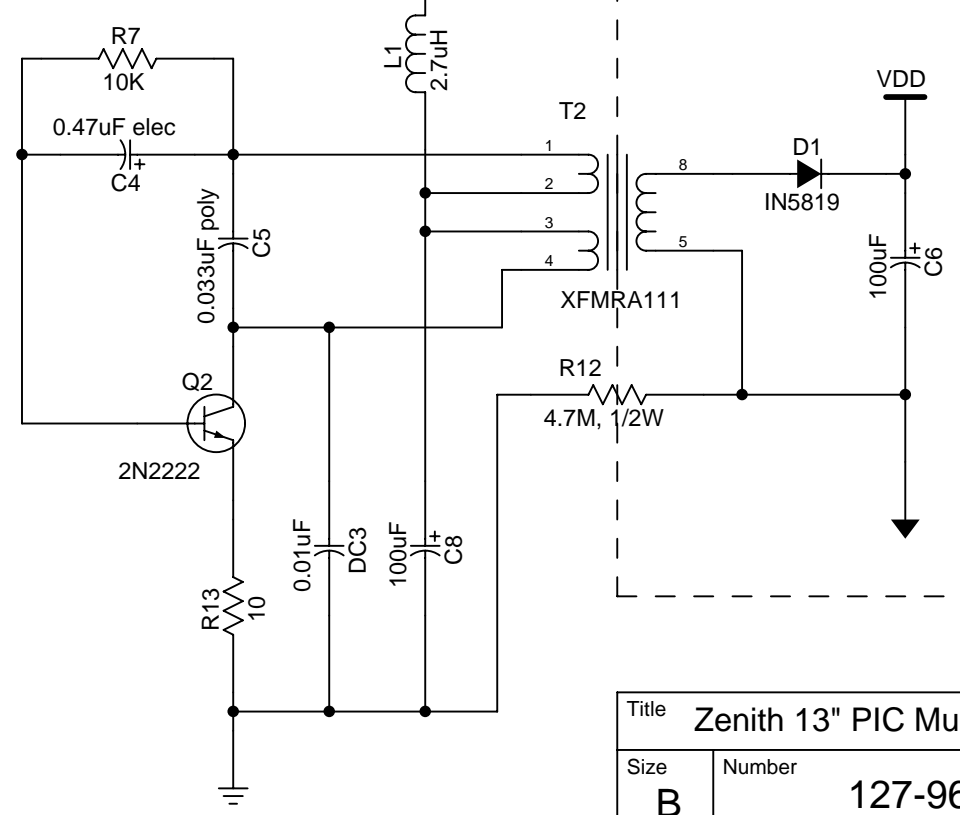 R7
10K
L1
2.7uH
VDD
0.47uF elec
C4
T2
1
2
3
4
8
5
D1
IN5819
0.033uF poly
C5
100uF
C6
XFMRA111
R12
4.7M, 1/2W
Q2
2N2222
0.01uF
DC3
100uF
C8
R13
10
Title
Zenith 13" PIC Mu
Size
B
Number
127-96